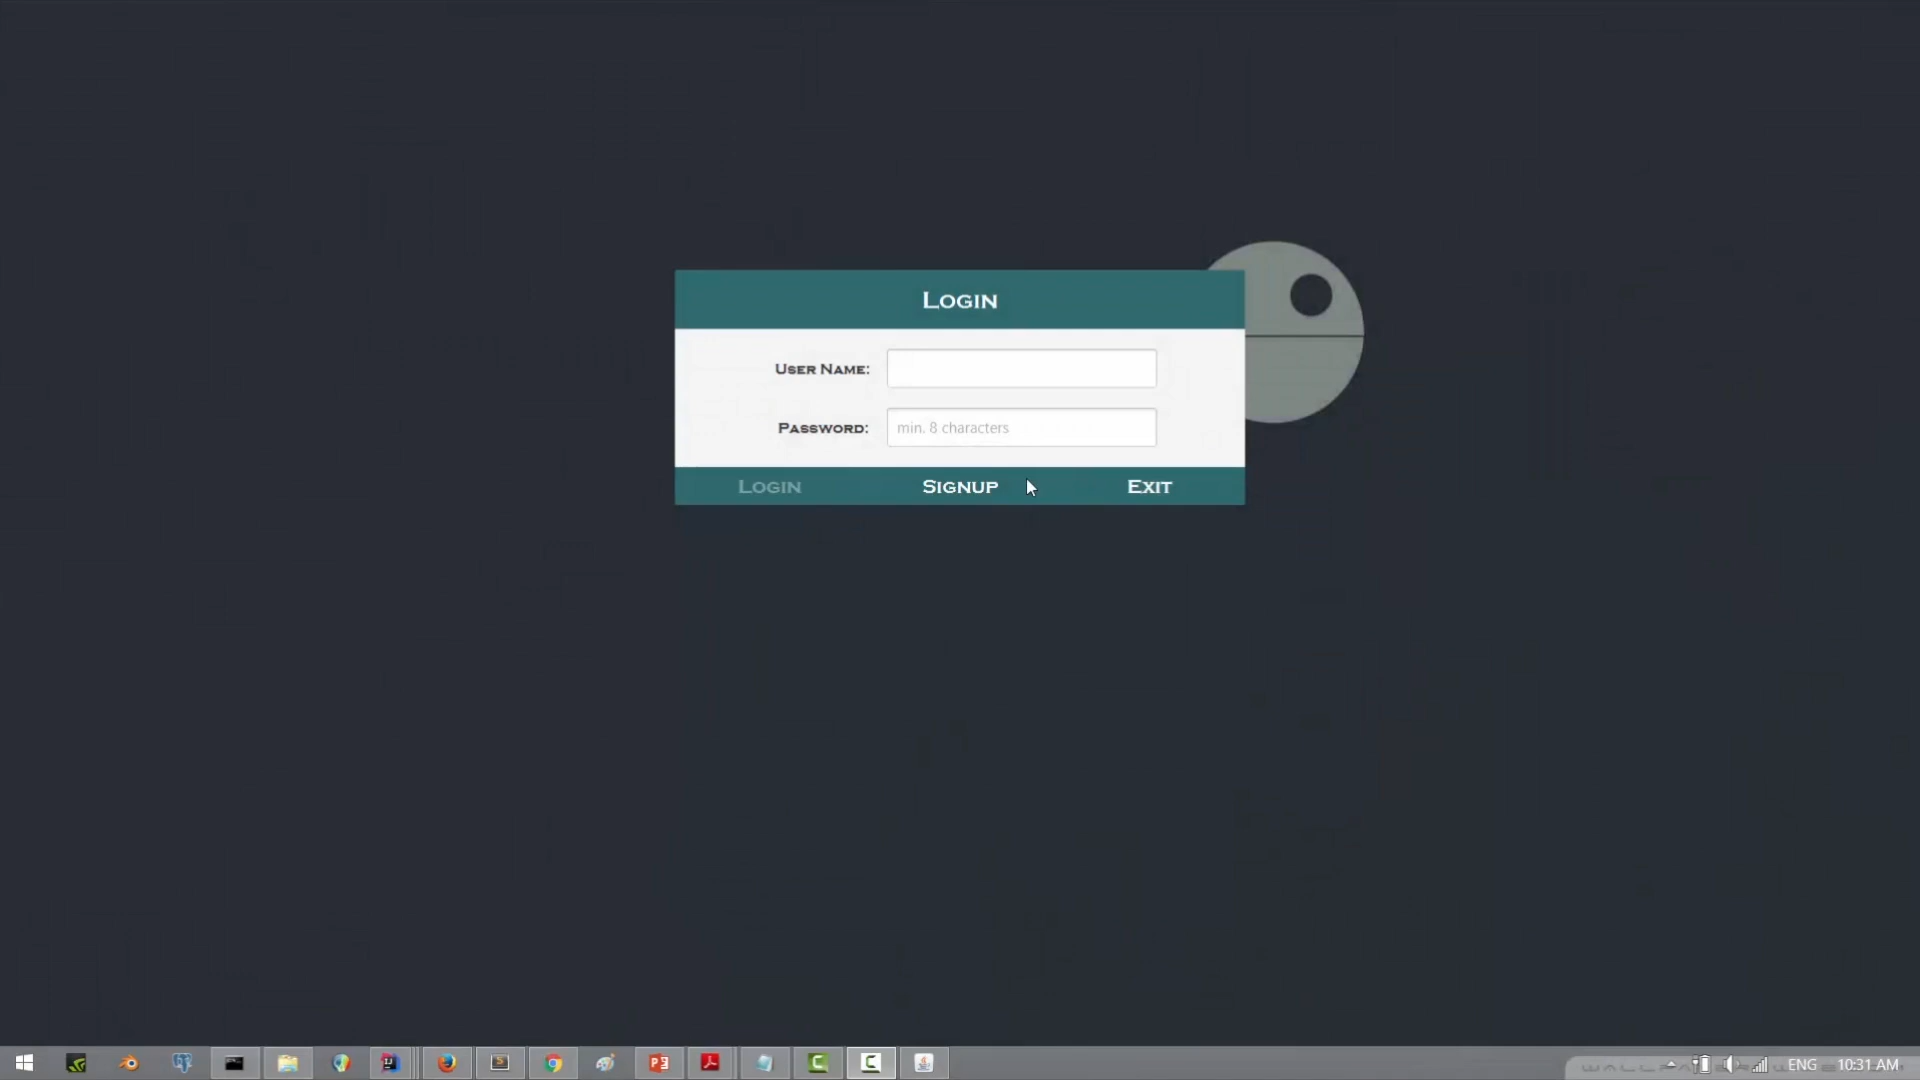 Login
User Name:
Password:
min. 8 characters
Login Signup Exit
ENG 10:31 AM